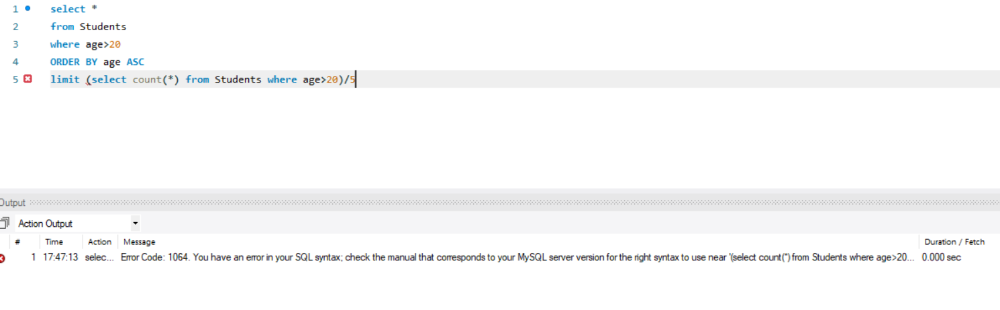 1 select *
2 from Students
3 where age>20
4 ORDER BY age ASC
5 limit (select count(*) from Students where age>20)/5
Output
Action Output
# Time Action Message Duration / Fetch
1 17:47:13 selec... Error Code: 1064. You have an error in your SQL syntax; check the manual that corresponds to your MySQL server version for the right syntax to use near '(select count(*) from Students where age>20... 0.000 sec